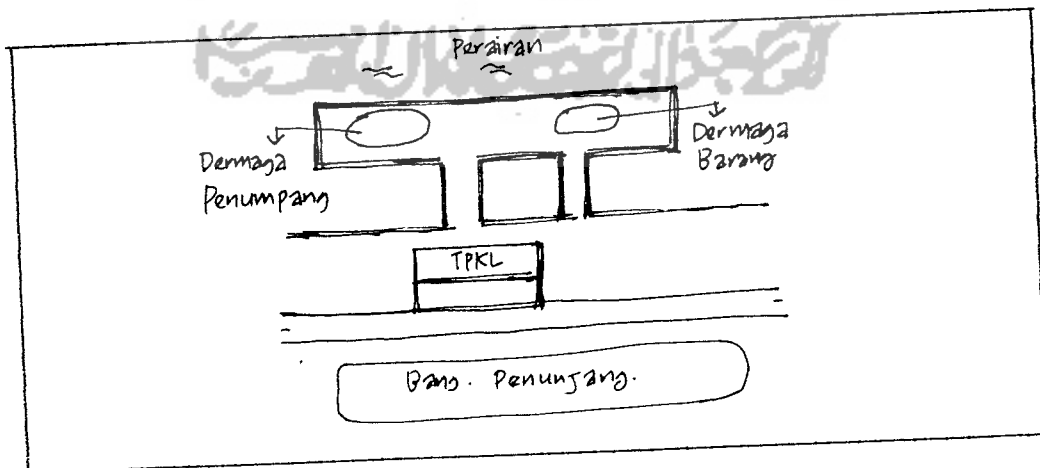 Perairan
Dermaga
Penumpang
Dermaga
Barang
TPKL
Bang. Penunjang.